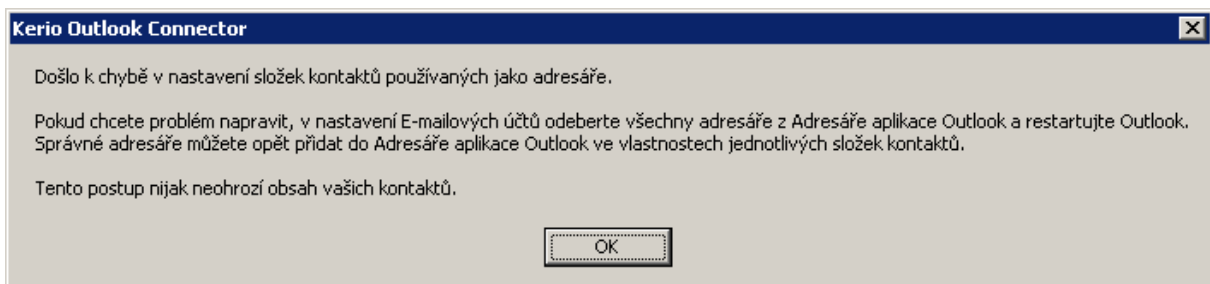 Kerio Outlook Connector
Došlo k chybě v nastavení složek kontaktů používaných jako adresáře.
Pokud chcete problém napravit, v nastavení E-mailových účtů odeberte všechny adresáře z Adresáře aplikace Outlook a restartujte Outlook.
Správné adresáře můžete opět přidat do Adresáře aplikace Outlook ve vlastnostech jednotlivých složek kontaktů.
Tento postup nijak neohrozí obsah vašich kontaktů.
OK